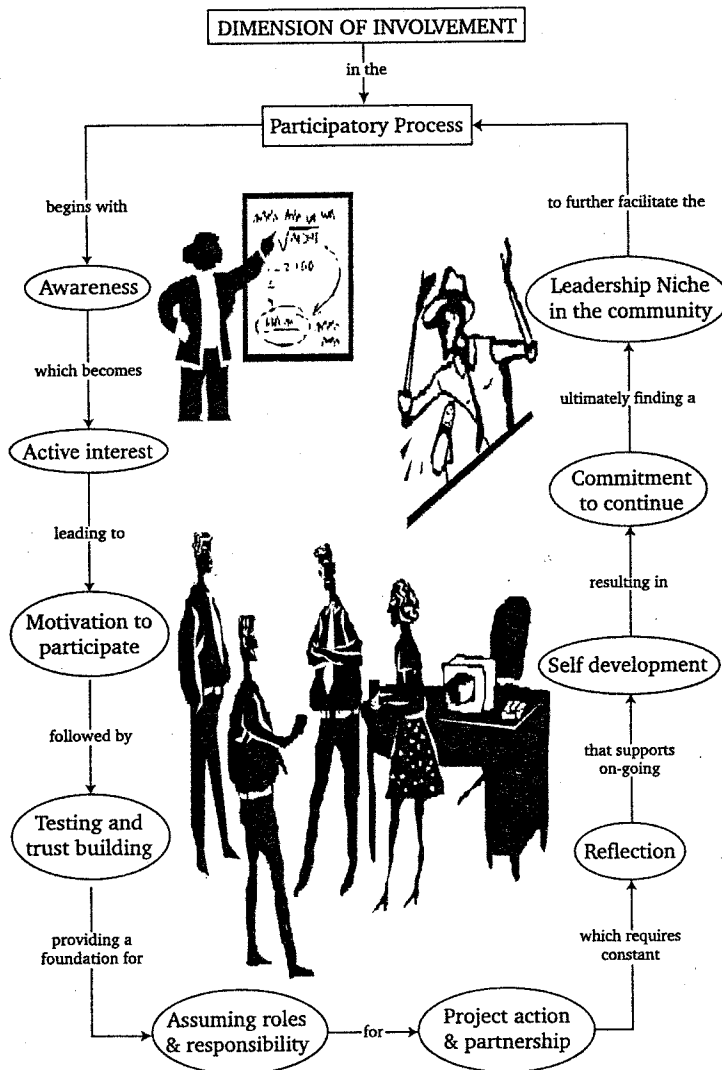 DIMENSION OF INVOLVEMENT
in the
Participatory Process
begins with
Awareness
which becomes
Active interest
leading to
Motivation to
participate
followed by
Testing and
trust building
providing a
foundation for
Assuming roles
& responsibility
for
Project action
& partnership
which requires
constant
Reflection
that supports
on-going
Self development
resulting in
Commitment
to continue
ultimately finding a
Leadership Niche
in the community
to further facilitate the